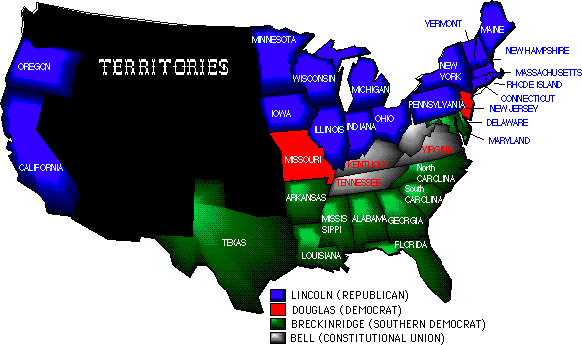 VERMONT
MAINE
MINNESOTA
NEW HAMPSHIRE
OREGON
TERRITORIES
WISCONSIN
NEW
YORK
MASSACHUSETTS
RHODE ISLAND
MICHIGAN
CONNECTICUT
PENNSYLVANIA
NEW JERSEY
IOWA
OHIO
DELAWARE
ILLINOIS
INDIANA
MARYLAND
VIRGINIA
MISSOURI
CALIFORNIA
KENTUCKY
North
CAROLINA
TENNESSEE
South
CAROLINA
ARKANSAS
MISSIS
SIPPI
ALABAMA
GEORGIA
TEXAS
FLORIDA
LOUISIANA
LINCOLN (REPUBLICAN)
DOUGLAS (DEMOCRAT)
BRECKINRIDGE (SOUTHERN DEMOCRAT)
BELL (CONSTITUTIONAL UNION)